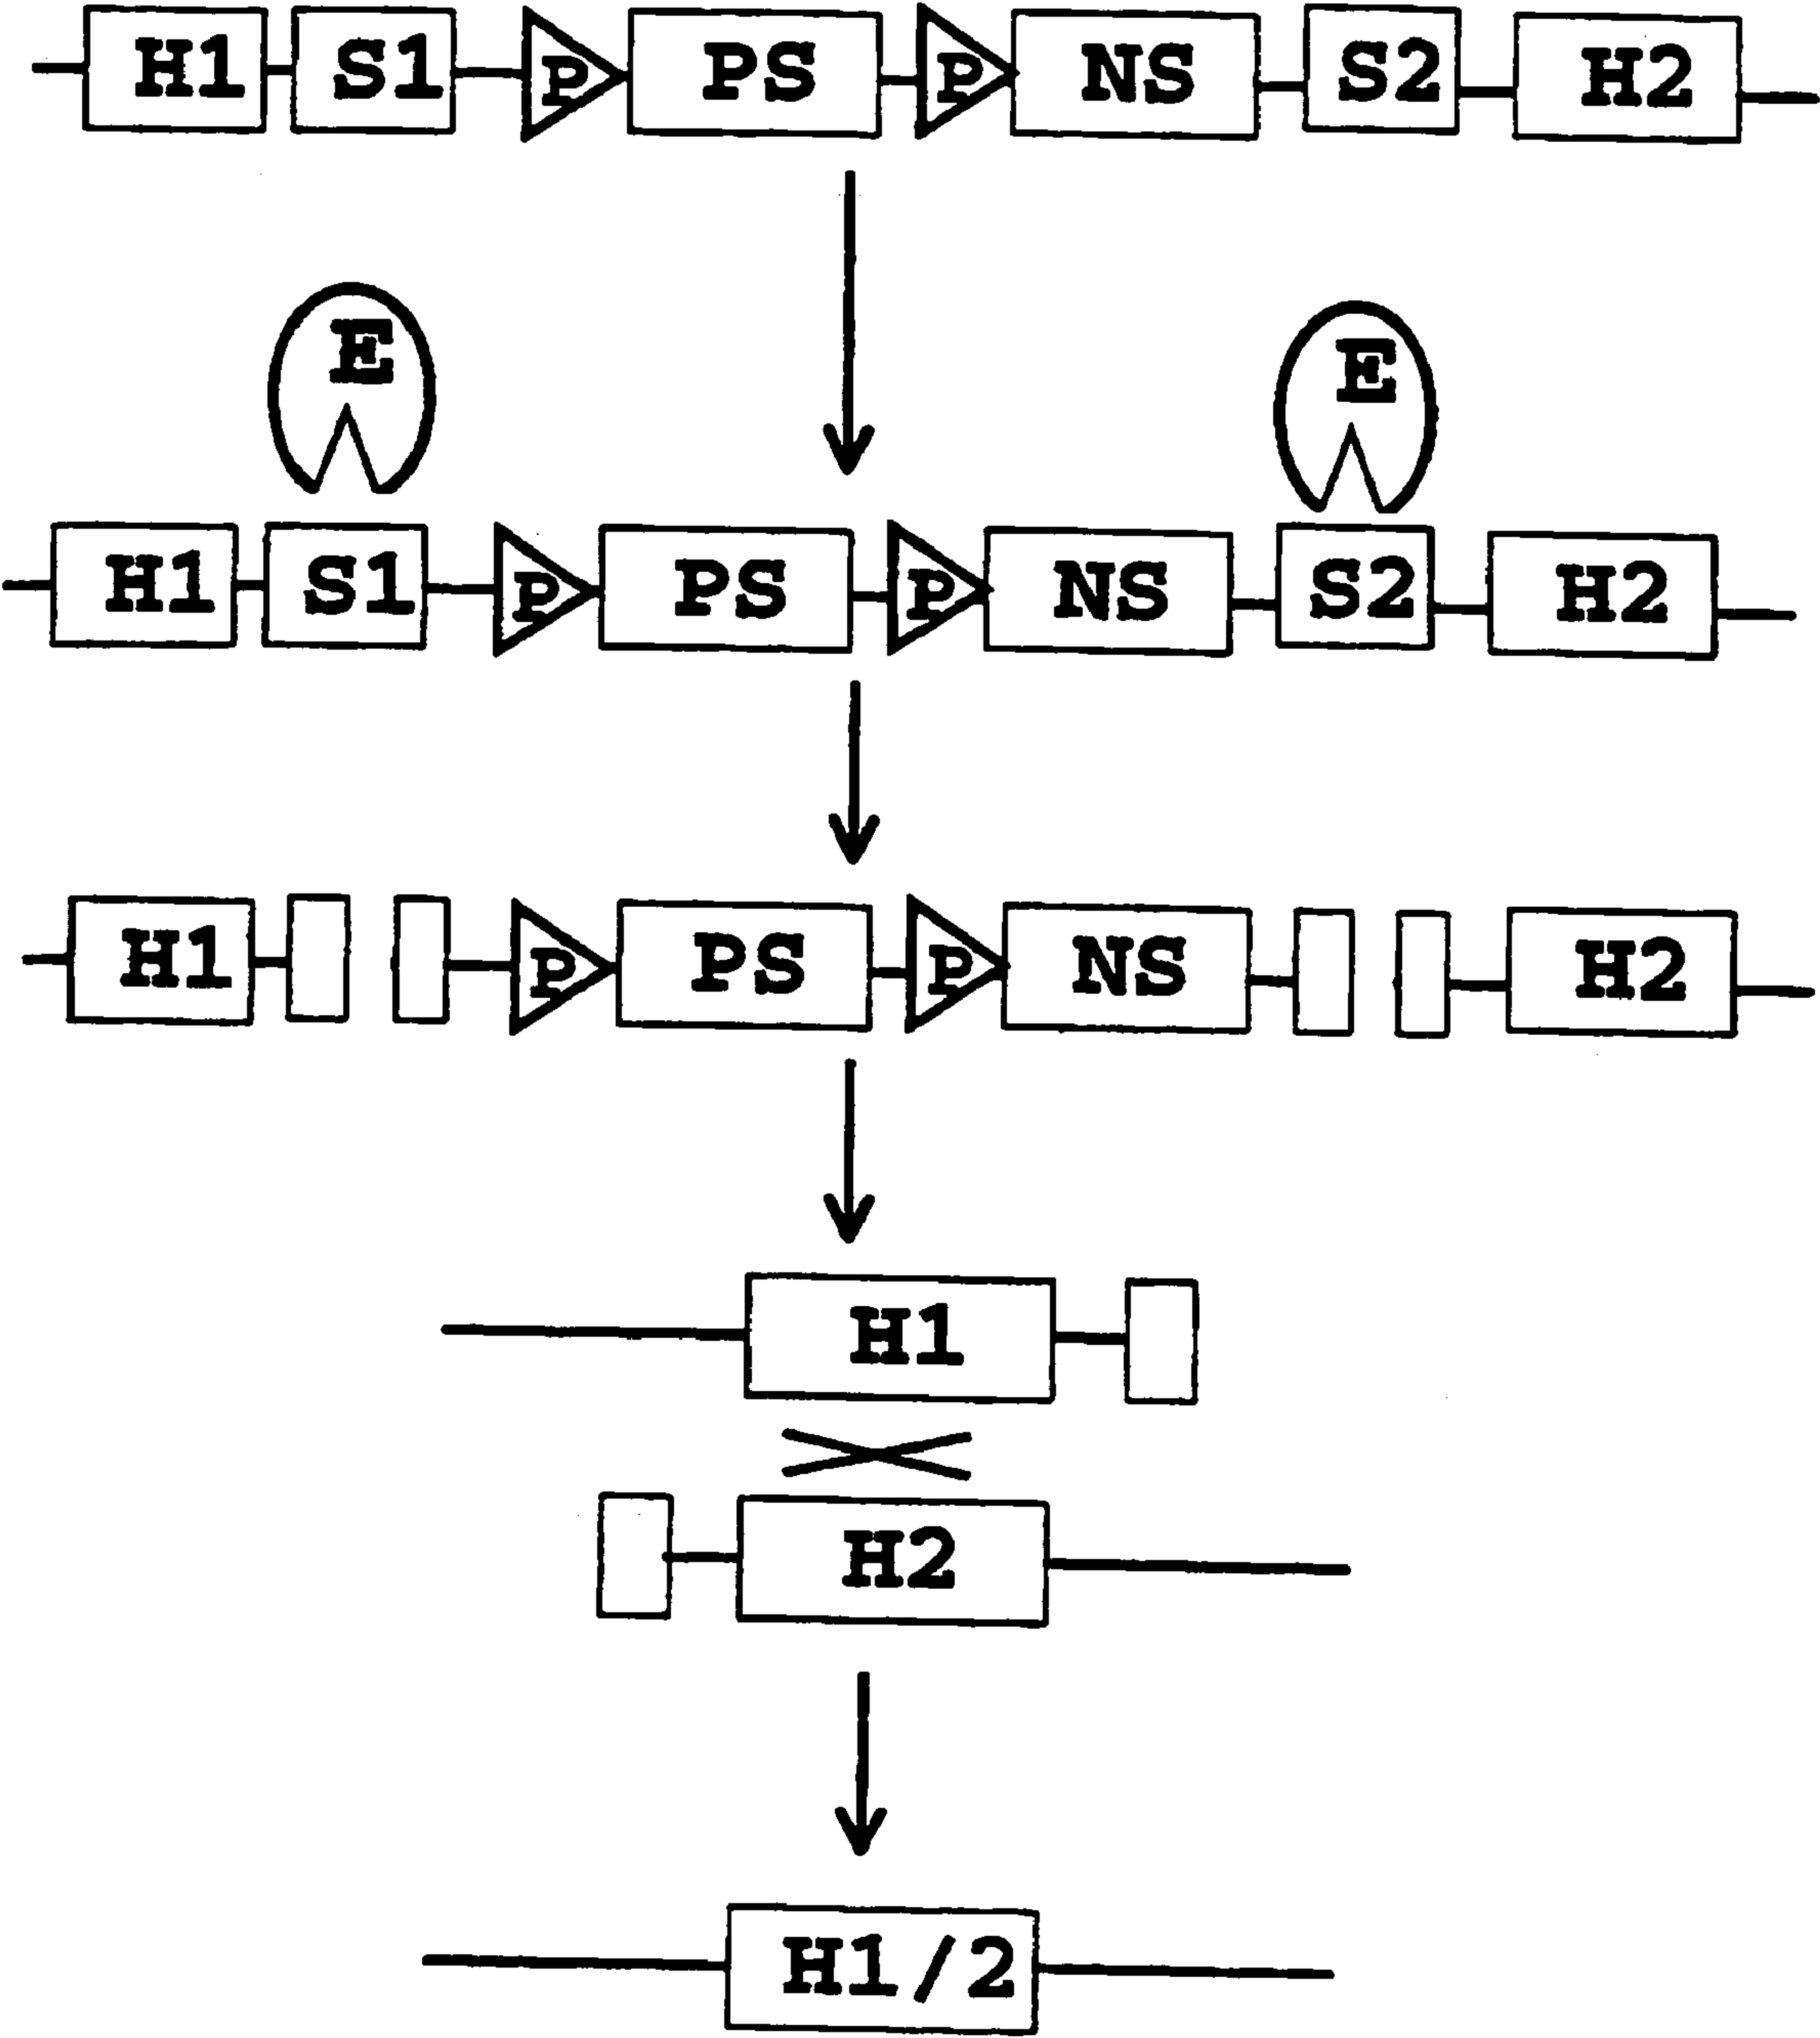 H1 S1 P PS P NS S2 H2
E E
H1 S1 P PS P NS S2 H2
H1 P PS P NS H2
H1
H2
H1/2